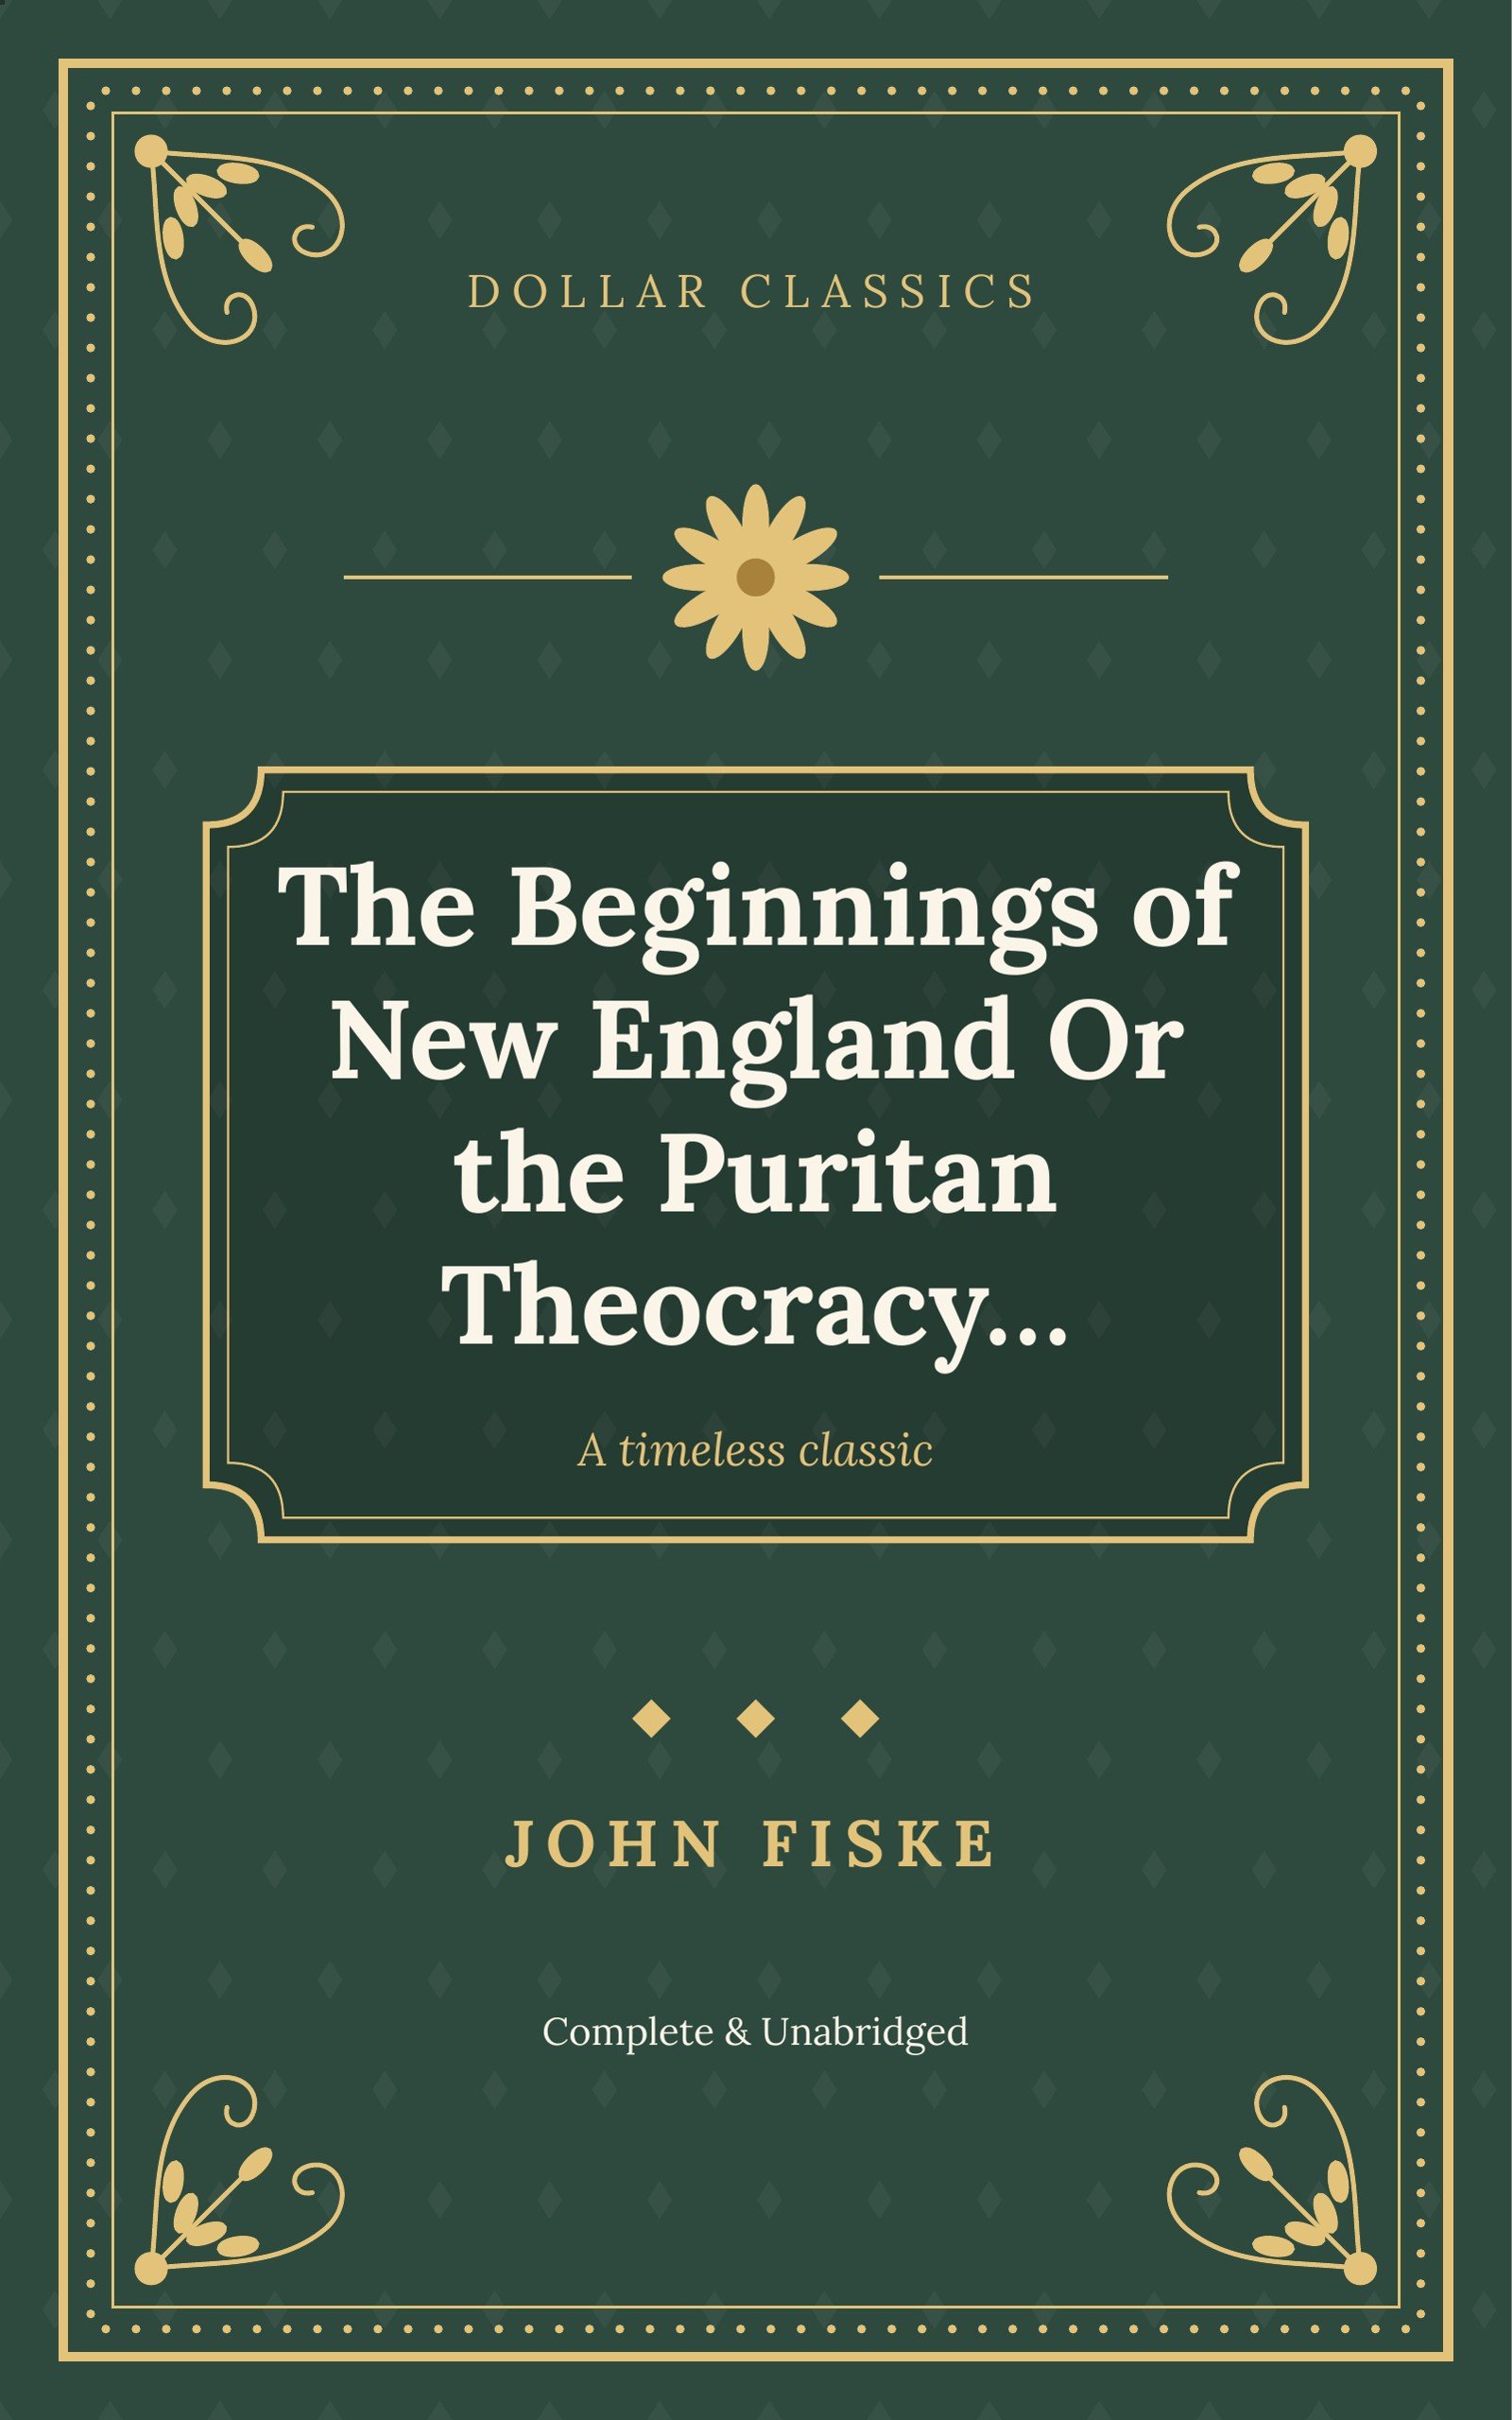 DOLLAR CLASSICS
The Beginnings of
New England Or
the Puritan
Theocracy...
A timeless classic
JOHN FISKE
Complete & Unabridged